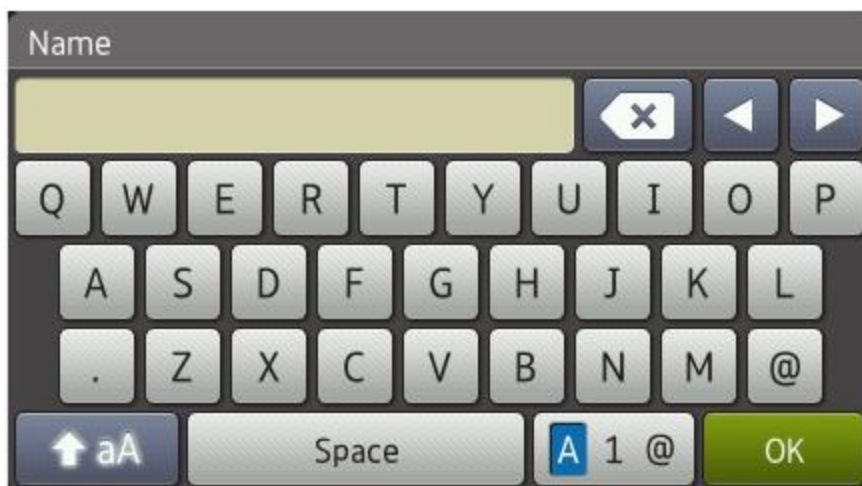 Name
Q W E R T Y U I O P
A S D F G H J K L
. Z X C V B N M @
aA Space A 1 @ OK